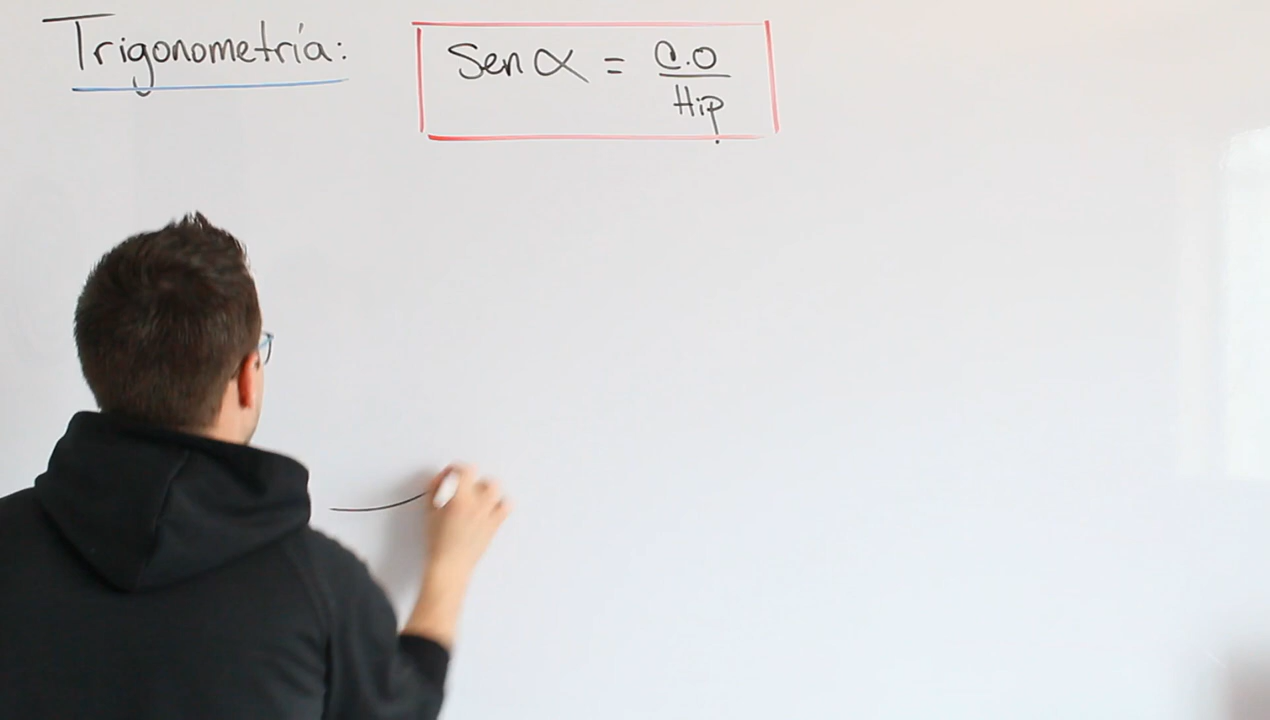 Trigonometría:
Sen α = C.O
Hip